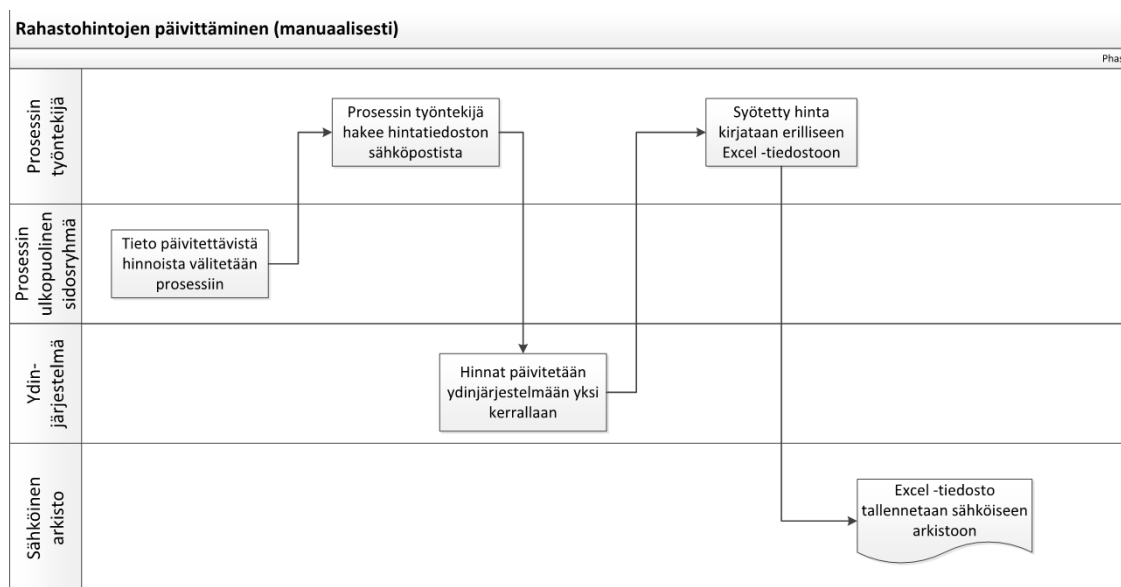 Rahastohintojen päivittäminen (manuaalisesti)
Phas
Prosessin
työntekijä
Prosessin työntekijä
hakee hintatiedoston
sähköpostista
Syötetty hinta
kirjataan erilliseen
Excel -tiedostoon
Prosessin
ulkopuolinen
sidosryhmä
Tieto päivitettävistä
hinnoista välitetään
prosessiin
Ydin-
järjestelmä
Hinnat päivitetään
ydinjärjestelmään yksi
kerrallaan
Sähköinen
arkisto
Excel -tiedosto
tallennetaan sähköiseen
arkistoon